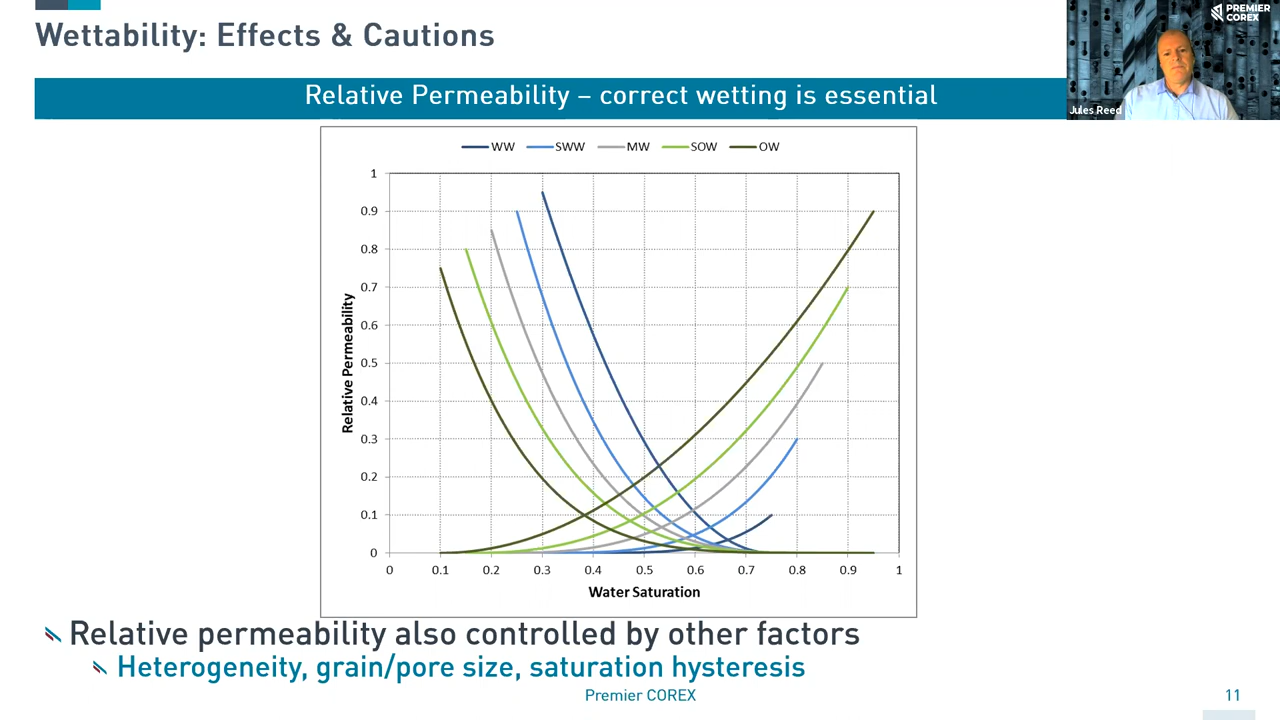 Wettability: Effects & Cautions
PREMIER
COREX
Jules Reed
Relative Permeability – correct wetting is essential
WW SWW MW SOW OW
1
0.9
0.8
0.7
0.6
0.5
0.4
0.3
0.2
0.1
0
Relative Permeability
0 0.1 0.2 0.3 0.4 0.5 0.6 0.7 0.8 0.9 1
Water Saturation
Relative permeability also controlled by other factors
Heterogeneity, grain/pore size, saturation hysteresis
Premier COREX
11